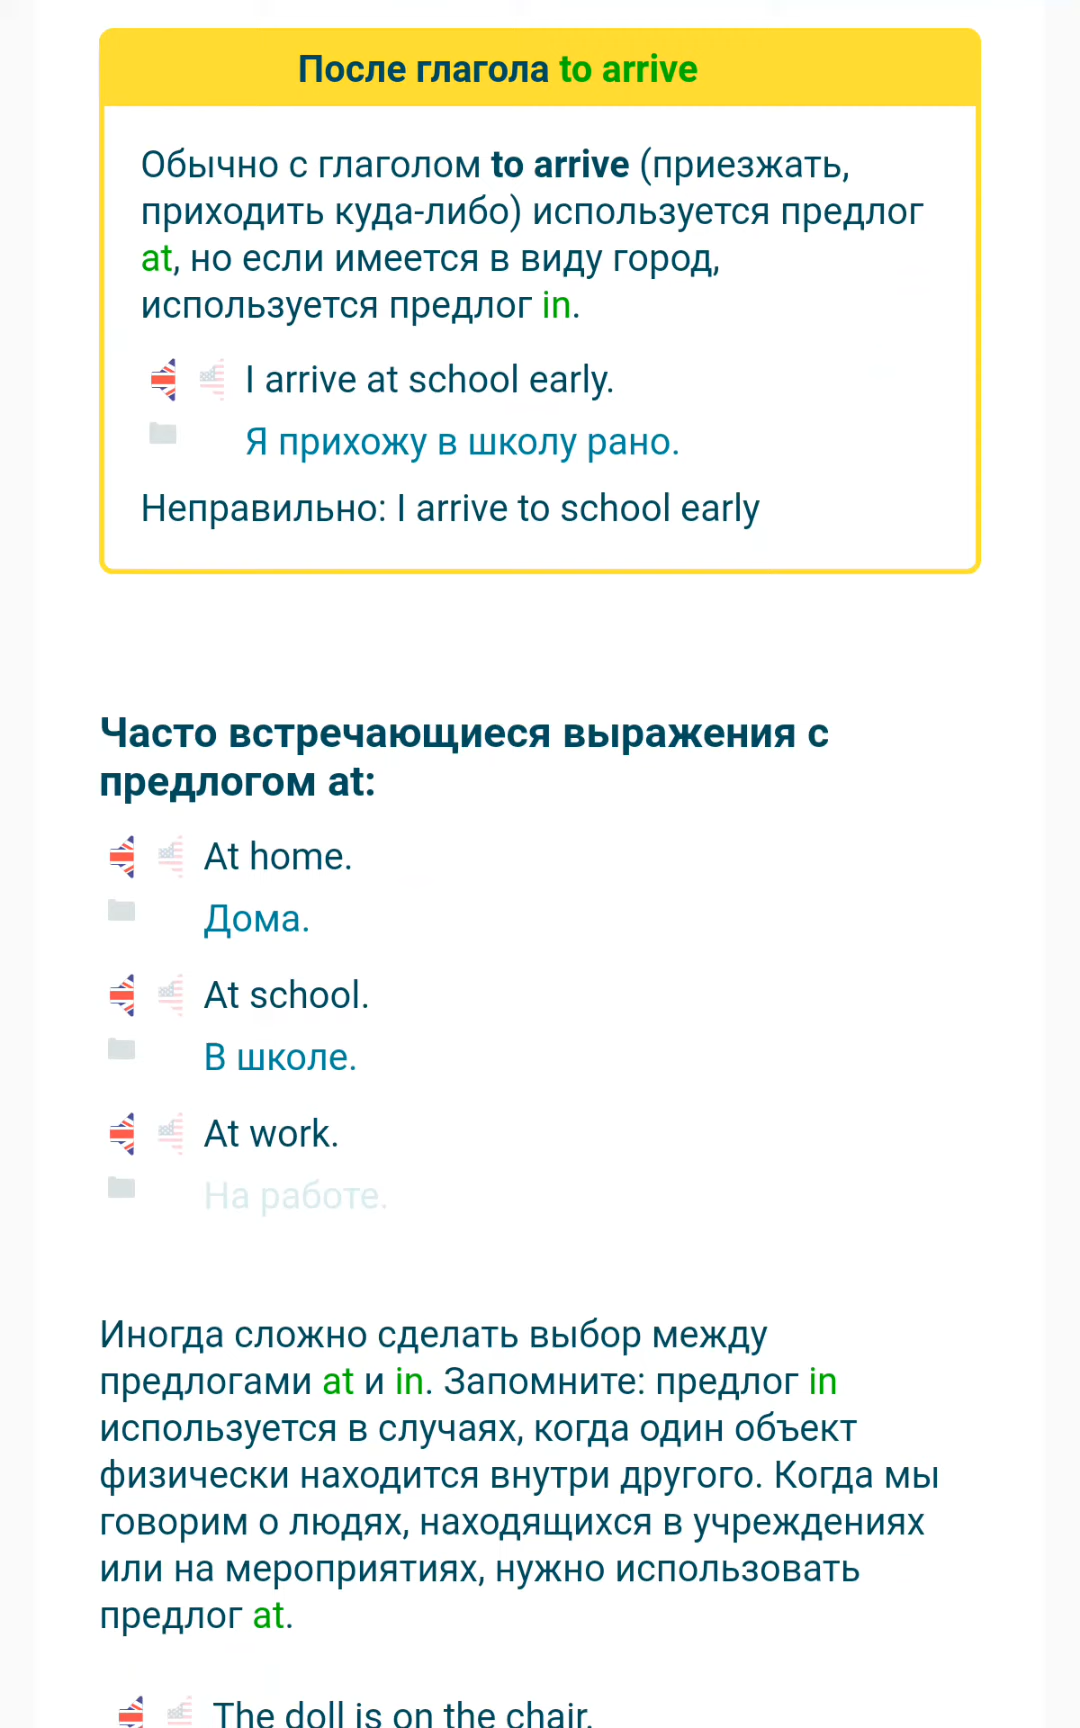 После глагола to arrive
Обычно с глаголом to arrive (приезжать,
приходить куда-либо) используется предлог
at, но если имеется в виду город,
используется предлог in.
I arrive at school early.
Я прихожу в школу рано.
Неправильно: I arrive to school early
Часто встречающиеся выражения с
предлогом at:
At home.
Дома.
At school.
В школе.
At work.
На работе.
Иногда сложно сделать выбор между
предлогами at и in. Запомните: предлог in
используется в случаях, когда один объект
физически находится внутри другого. Когда мы
говорим о людях, находящихся в учреждениях
или на мероприятиях, нужно использовать
предлог at.
The doll is on the chair.